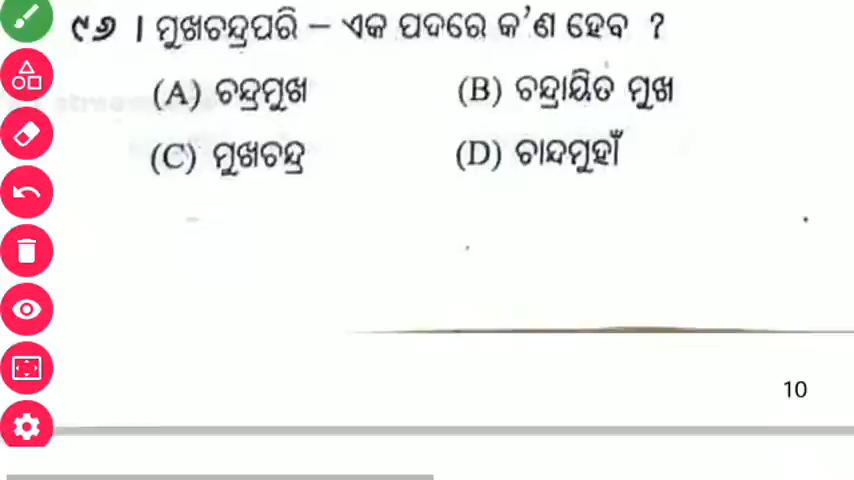 ୯୬ । ମୁଖଚନ୍ଦ୍ରପରି – ଏକ ପଦରେ କ'ଣ ହେବ ?
(A) ଚନ୍ଦ୍ରମୁଖ (B) ଚନ୍ଦ୍ରାୟିତ ମୁଖ
(C) ମୁଖଚନ୍ଦ୍ର (D) ଚାନ୍ଦମୁହାଁ
10